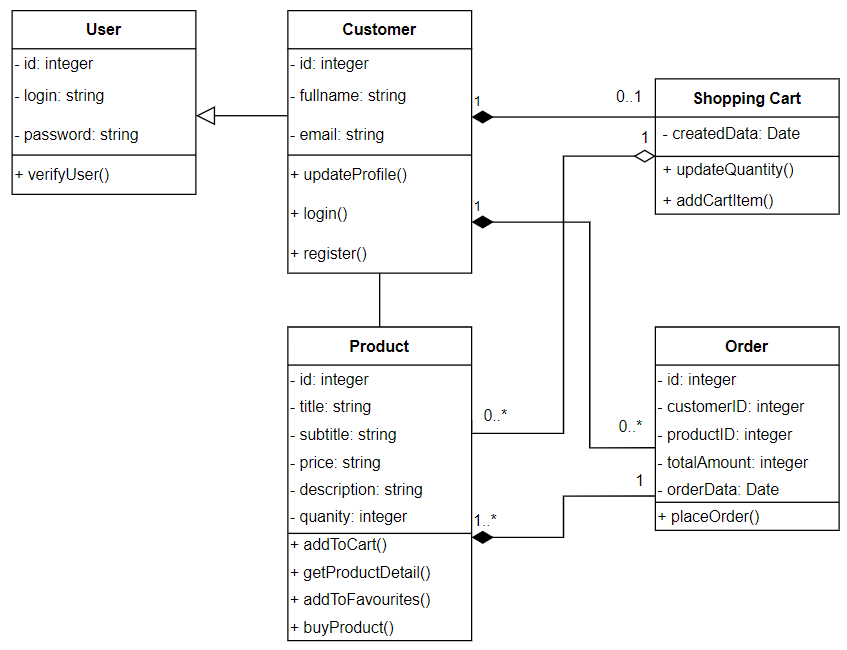 User
- id: integer
- login: string
- password: string
+ verifyUser()
Customer
- id: integer
- fullname: string
- email: string
+ updateProfile()
+ login()
+ register()
1
0..1
Shopping Cart
- createdData: Date
+ updateQuantity()
+ addCartItem()
1
1
Product
- id: integer
- title: string
- subtitle: string
- price: string
- description: string
- quanity: integer
+ addToCart()
+ getProductDetail()
+ addToFavourites()
+ buyProduct()
0..*
0..*
1
1..*
Order
- id: integer
- customerID: integer
- productID: integer
- totalAmount: integer
- orderData: Date
+ placeOrder()